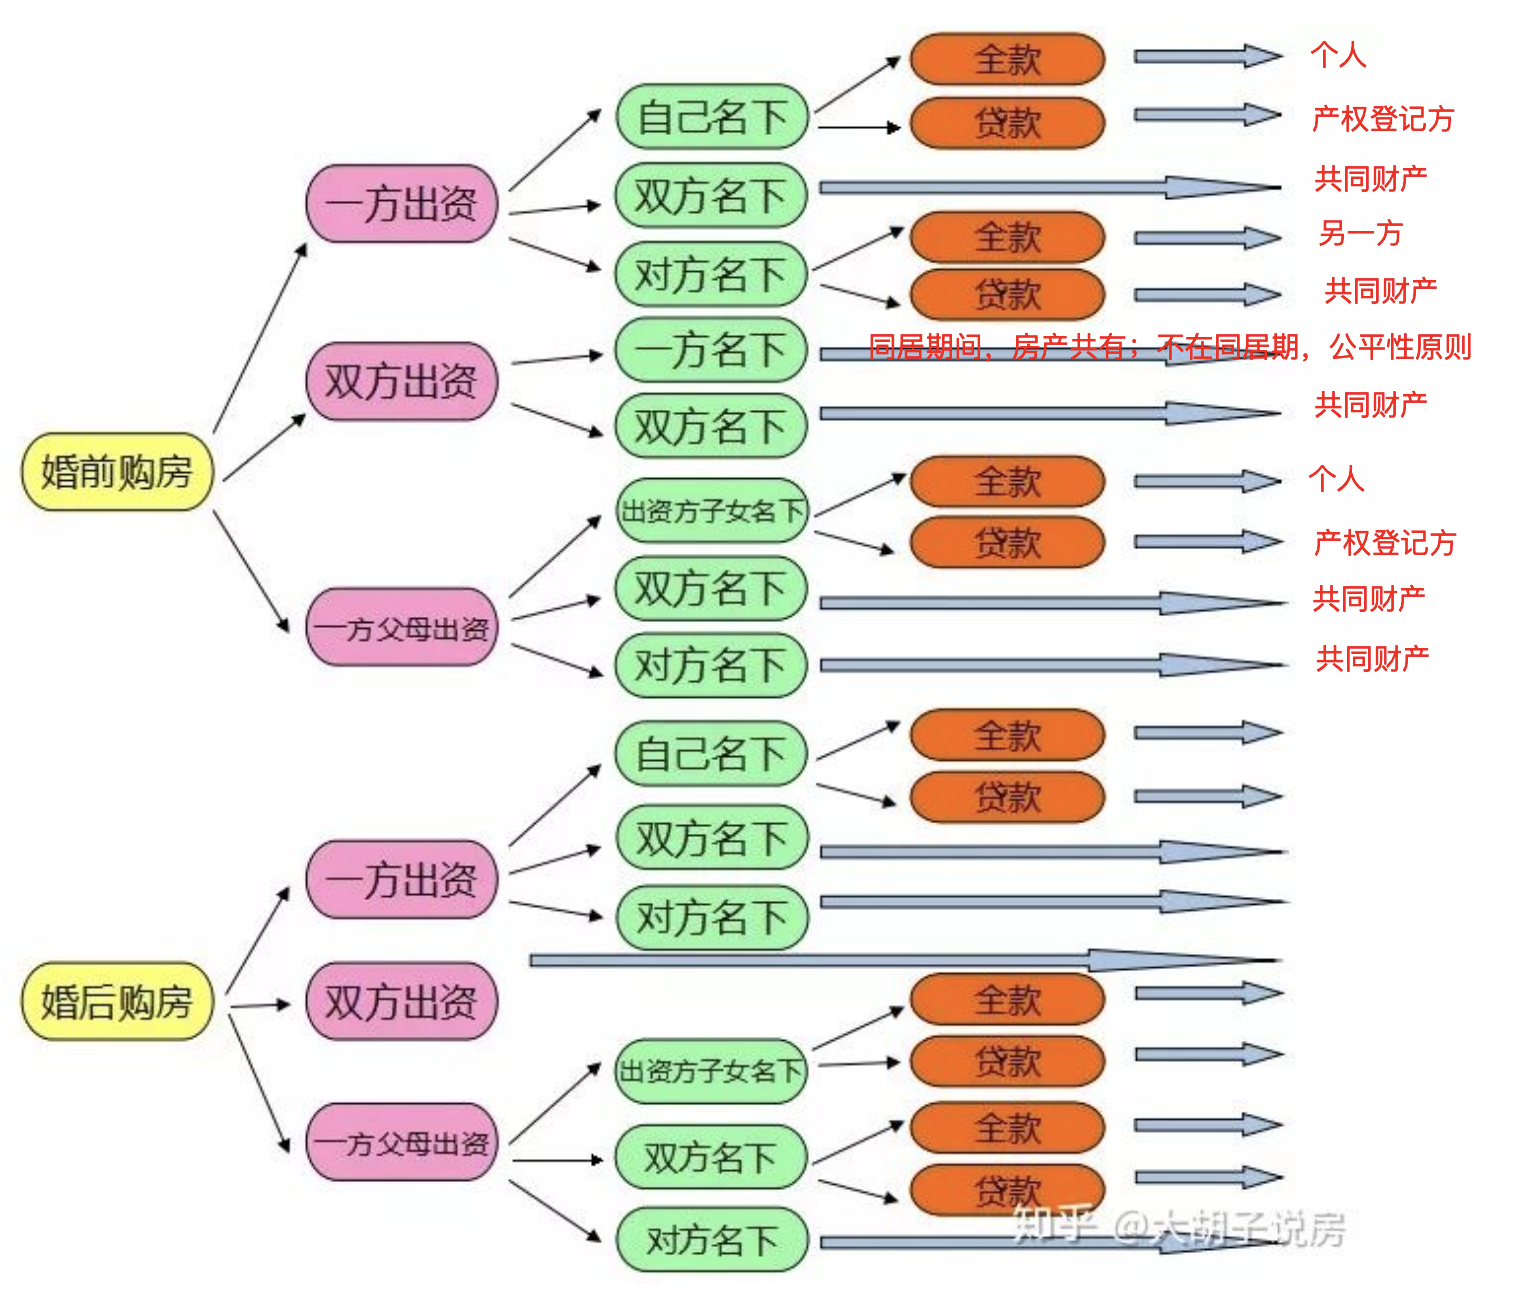 全款
个人
自己名下
贷款
产权登记方
一方出资
双方名下
共同财产
全款
另一方
对方名下
贷款
共同财产
双方出资
一方名下
同居期间，房产共有；不在同居期，公平性原则
双方名下
共同财产
婚前购房
全款
个人
出资方子女名下
贷款
产权登记方
一方父母出资
双方名下
共同财产
对方名下
共同财产
自己名下
全款
贷款
一方出资
双方名下
对方名下
婚后购房
双方出资
全款
出资方子女名下
贷款
一方父母出资
双方名下
全款
贷款
对方名下
知乎 @大胡子说房